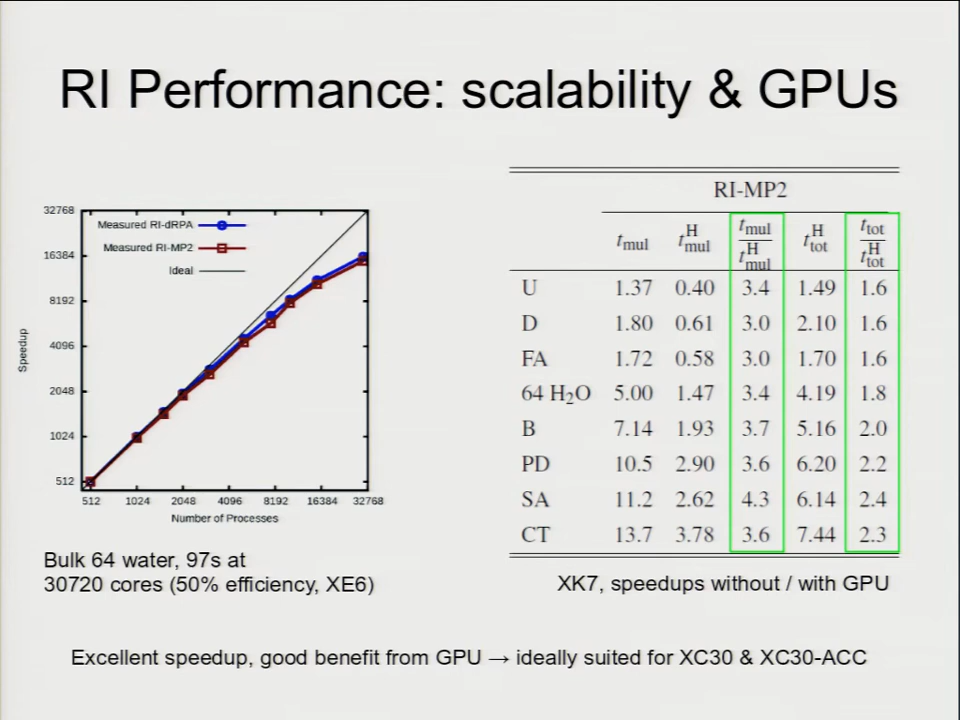 RI Performance: scalability & GPUs
32768
16384
8192
4096
2048
1024
512
Speedup
Measured RI-dRPA
Measured RI-MP2
Ideal
512 1024 2048 4096 8192 16384 32768
Number of Processes
Bulk 64 water, 97s at
30720 cores (50% efficiency, XE6)
RI-MP2
t_mul t^H_mul t_mul/t^H_mul t^H_tot t_tot/t^H_tot
U 1.37 0.40 3.4 1.49 1.6
D 1.80 0.61 3.0 2.10 1.6
FA 1.72 0.58 3.0 1.70 1.6
64 H₂O 5.00 1.47 3.4 4.19 1.8
B 7.14 1.93 3.7 5.16 2.0
PD 10.5 2.90 3.6 6.20 2.2
SA 11.2 2.62 4.3 6.14 2.4
CT 13.7 3.78 3.6 7.44 2.3
XK7, speedups without / with GPU
Excellent speedup, good benefit from GPU → ideally suited for XC30 & XC30-ACC